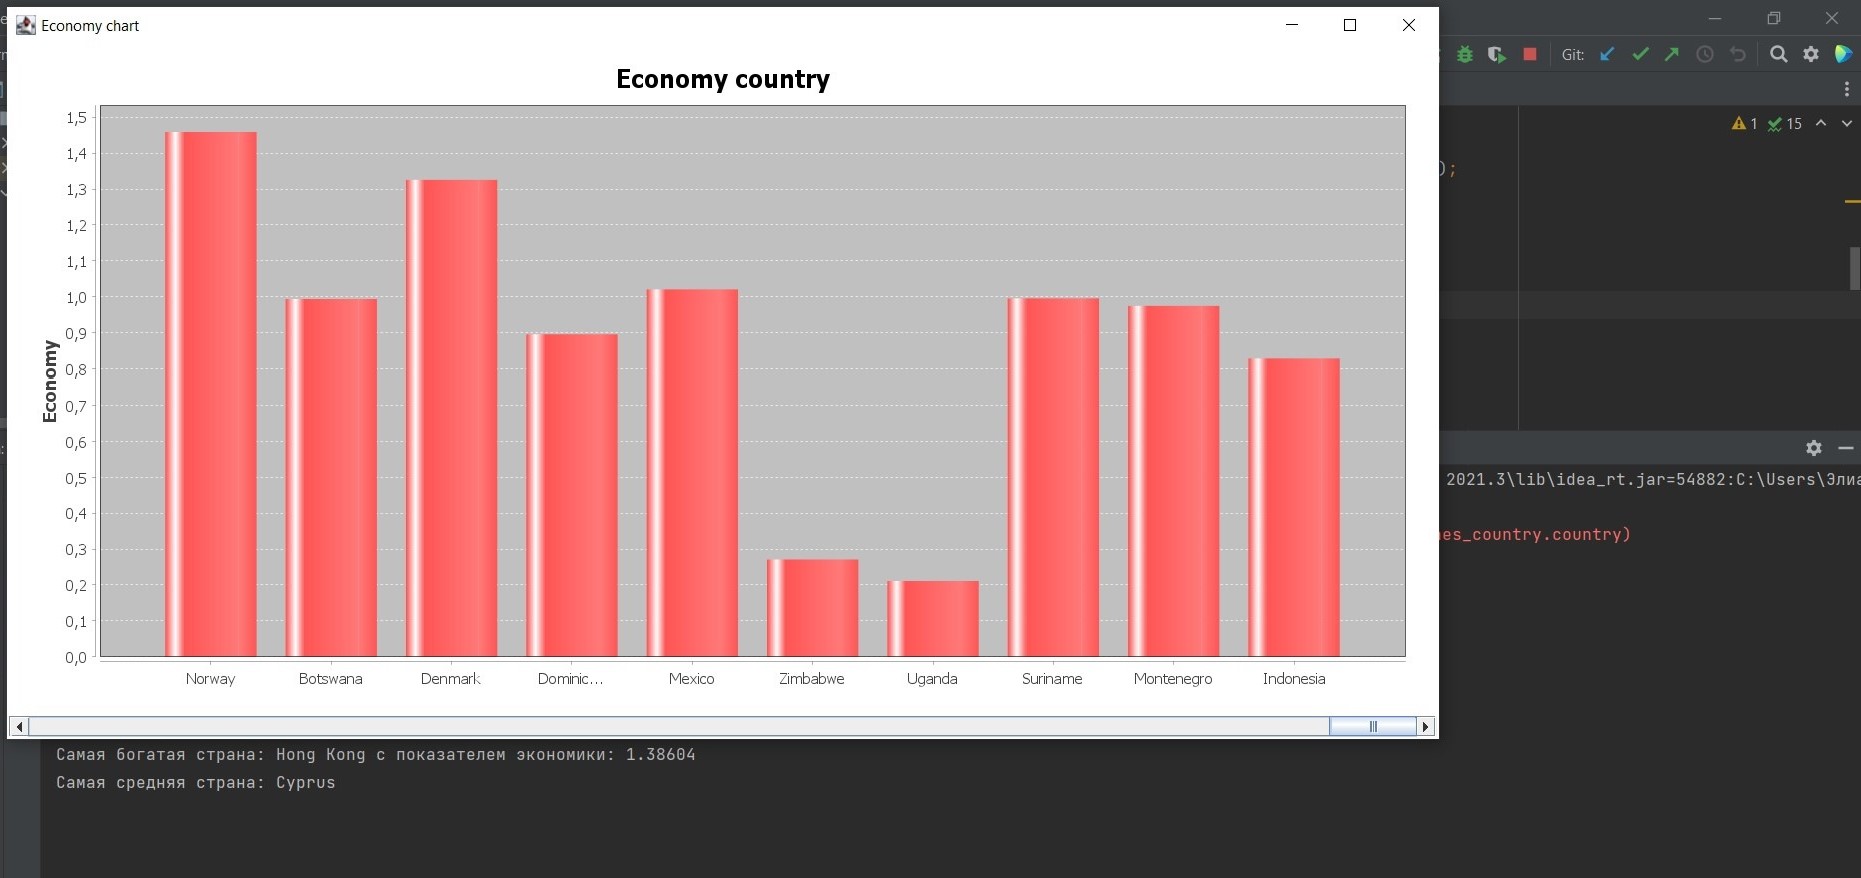 Economy chart
Git:
Economy country
1 15
);
Economy
1,5
1,4
1,3
1,2
1,1
1,0
0,9
0,8
0,7
0,6
0,5
0,4
0,3
0,2
0,1
0,0
Norway Botswana Denmark Dominic... Mexico Zimbabwe Uganda Suriname Montenegro Indonesia
2021.3\lib\idea_rt.jar=54882:C:\Users\Элиа
es_country.country)
Самая богатая страна: Hong Kong с показателем экономики: 1.38604
Самая средняя страна: Cyprus